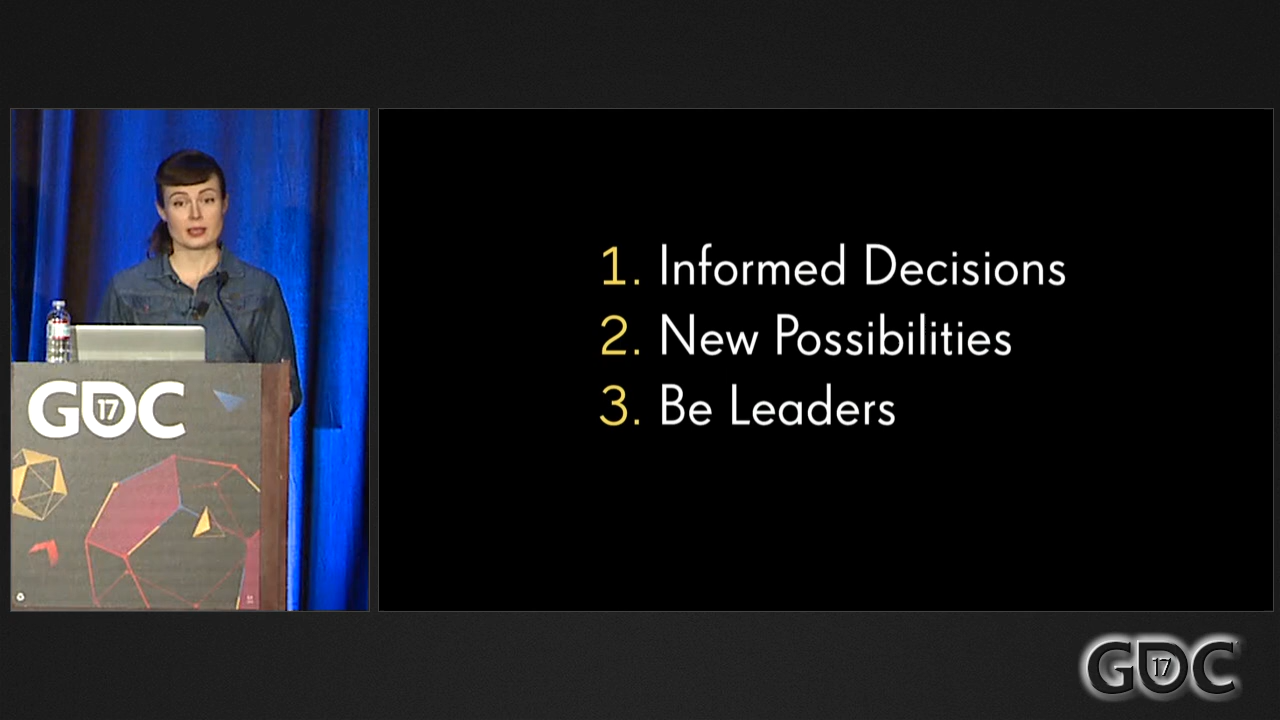 GDC
17
1. Informed Decisions
2. New Possibilities
3. Be Leaders
GDC
17